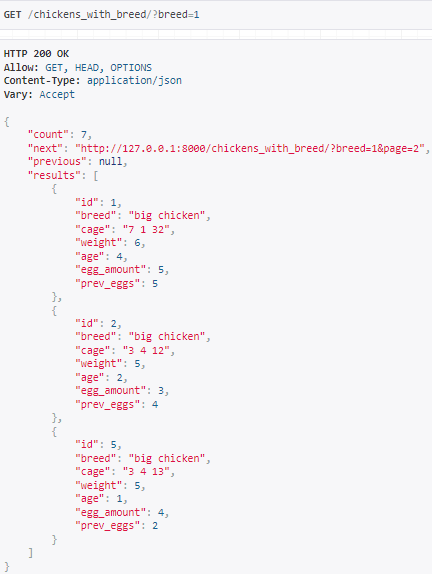 GET /chickens_with_breed/?breed=1
HTTP 200 OK
Allow: GET, HEAD, OPTIONS
Content-Type: application/json
Vary: Accept
{
    "count": 7,
    "next": "http://127.0.0.1:8000/chickens_with_breed/?breed=1&page=2",
    "previous": null,
    "results": [
        {
            "id": 1,
            "breed": "big chicken",
            "cage": "7 1 32",
            "weight": 6,
            "age": 4,
            "egg_amount": 5,
            "prev_eggs": 5
        },
        {
            "id": 2,
            "breed": "big chicken",
            "cage": "3 4 12",
            "weight": 5,
            "age": 2,
            "egg_amount": 3,
            "prev_eggs": 4
        },
        {
            "id": 5,
            "breed": "big chicken",
            "cage": "3 4 13",
            "weight": 5,
            "age": 1,
            "egg_amount": 4,
            "prev_eggs": 2
        }
    ]
}